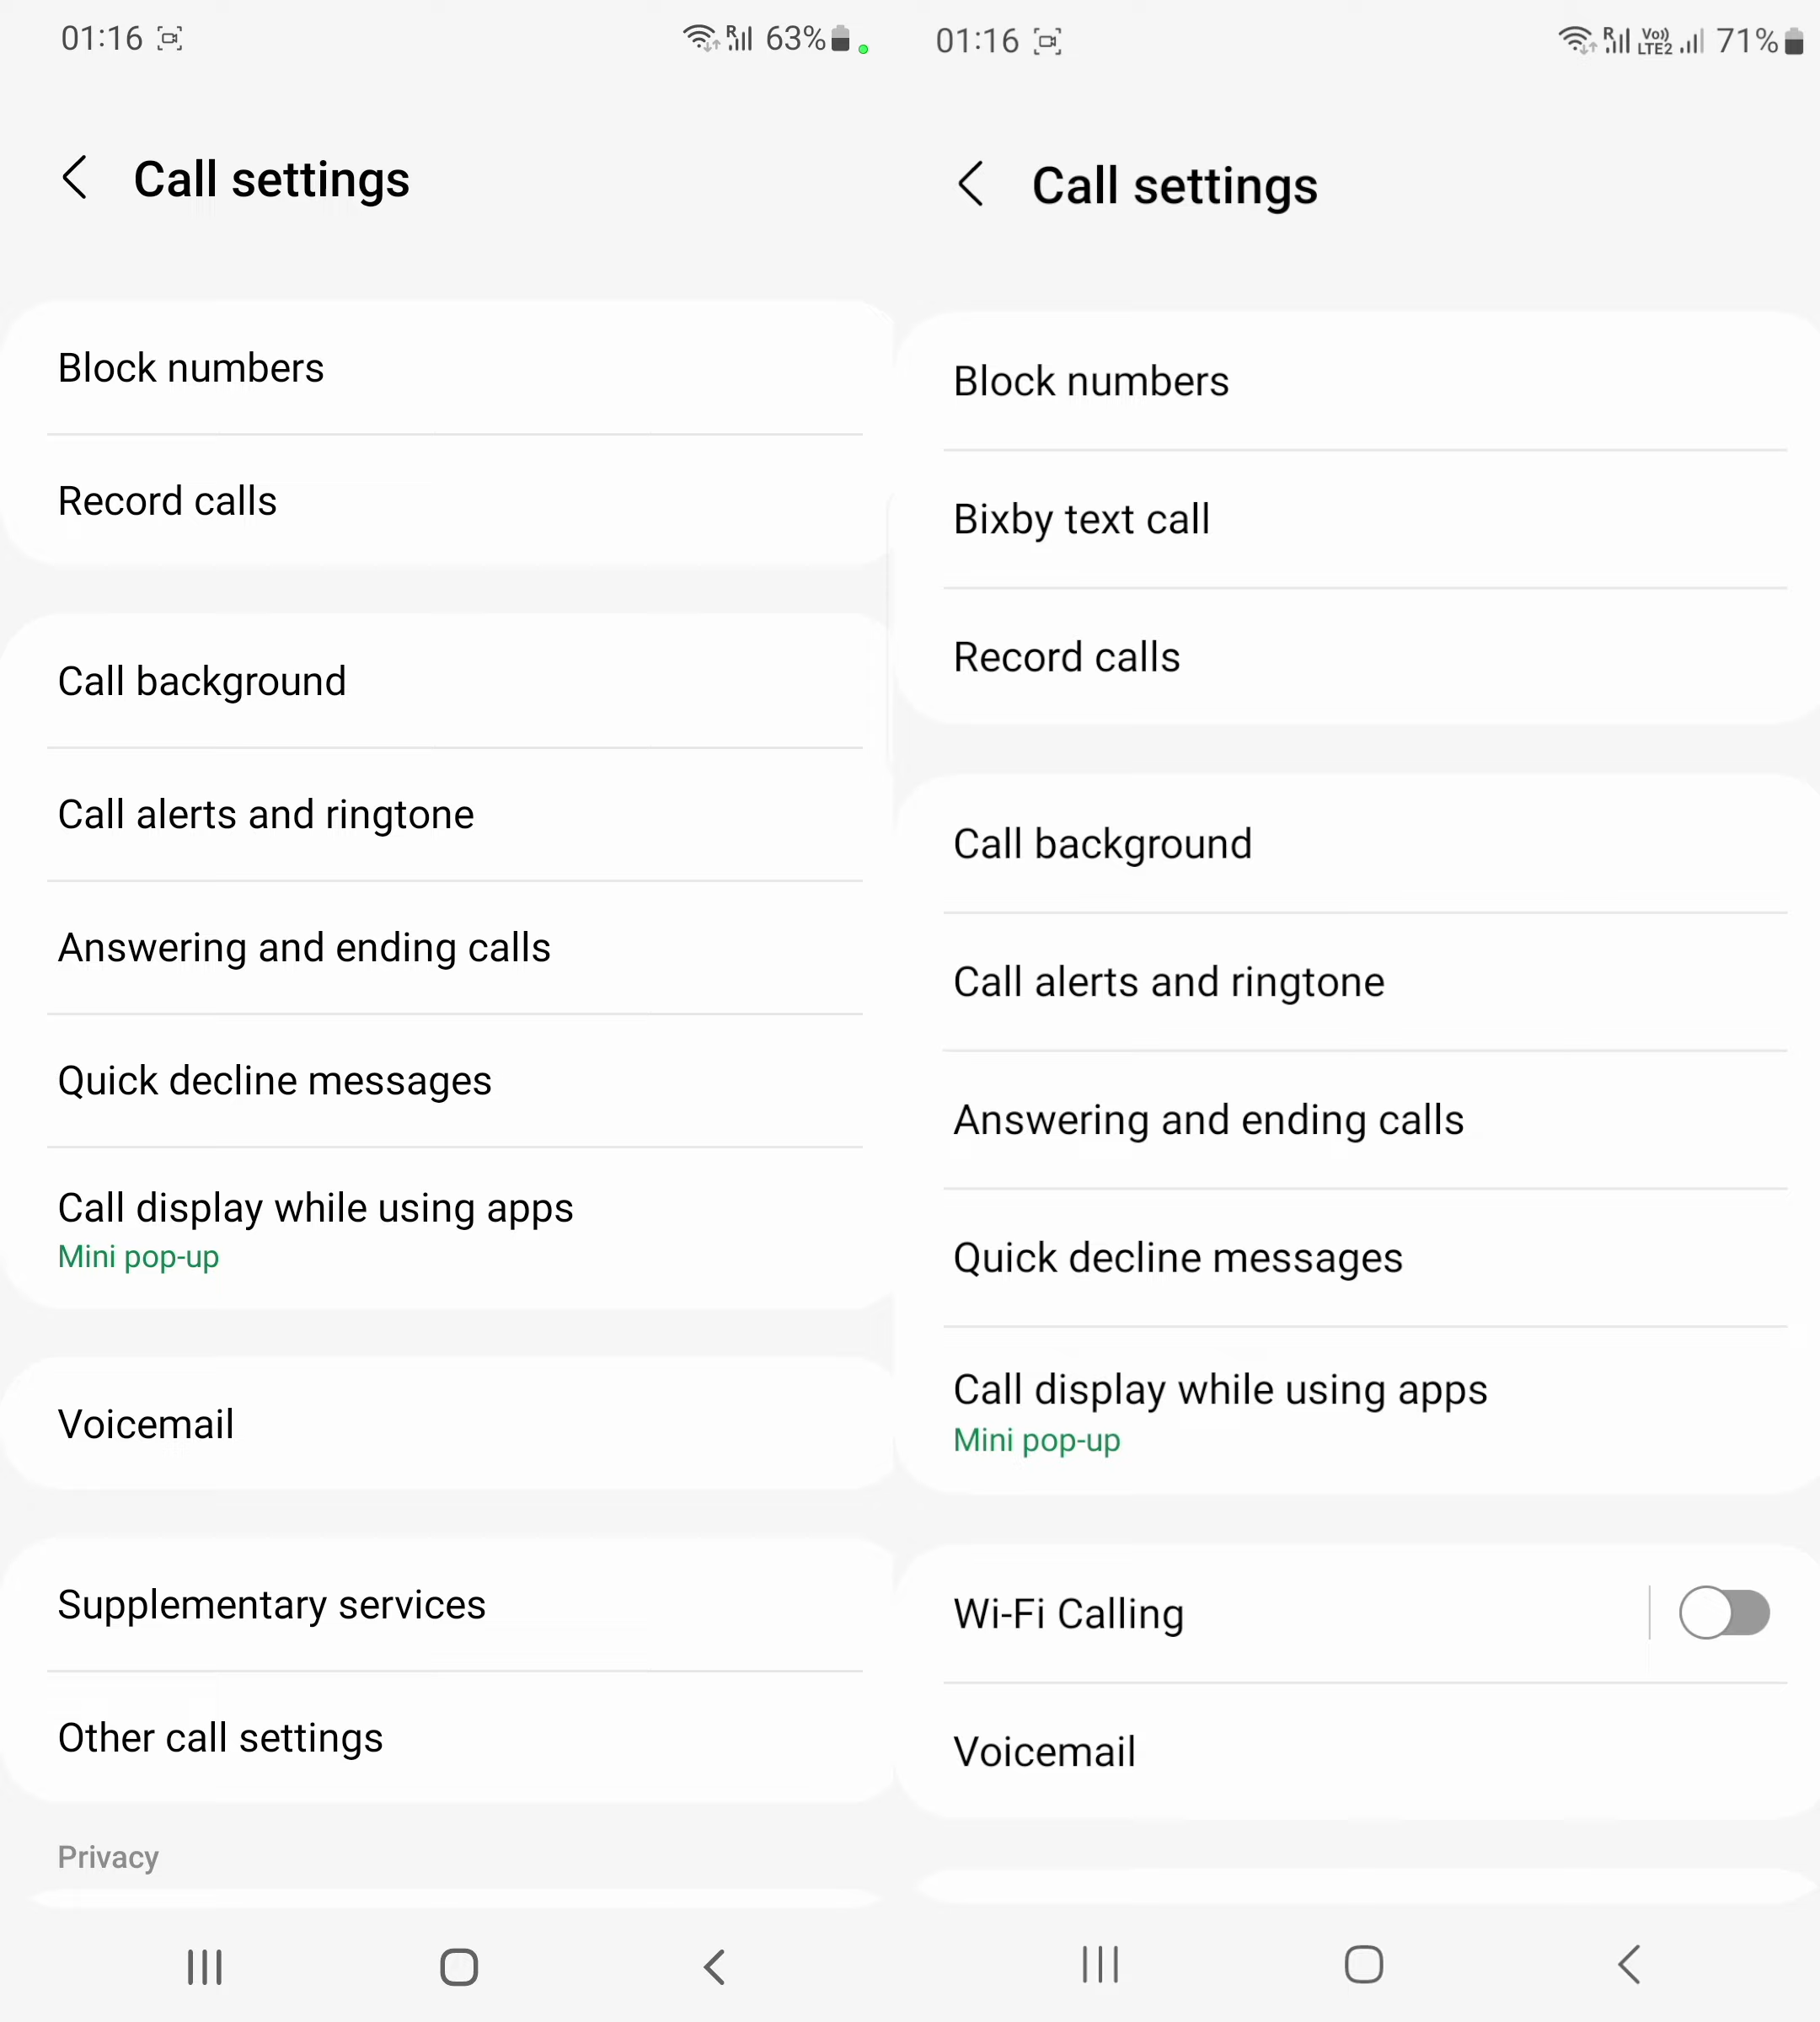 01:16
R 63%
Call settings
Block numbers
Record calls
Call background
Call alerts and ringtone
Answering and ending calls
Quick decline messages
Call display while using apps
Mini pop-up
Voicemail
Supplementary services
Other call settings
Privacy
01:16
R Vo)) LTE2 71%
Call settings
Block numbers
Bixby text call
Record calls
Call background
Call alerts and ringtone
Answering and ending calls
Quick decline messages
Call display while using apps
Mini pop-up
Wi-Fi Calling
Voicemail